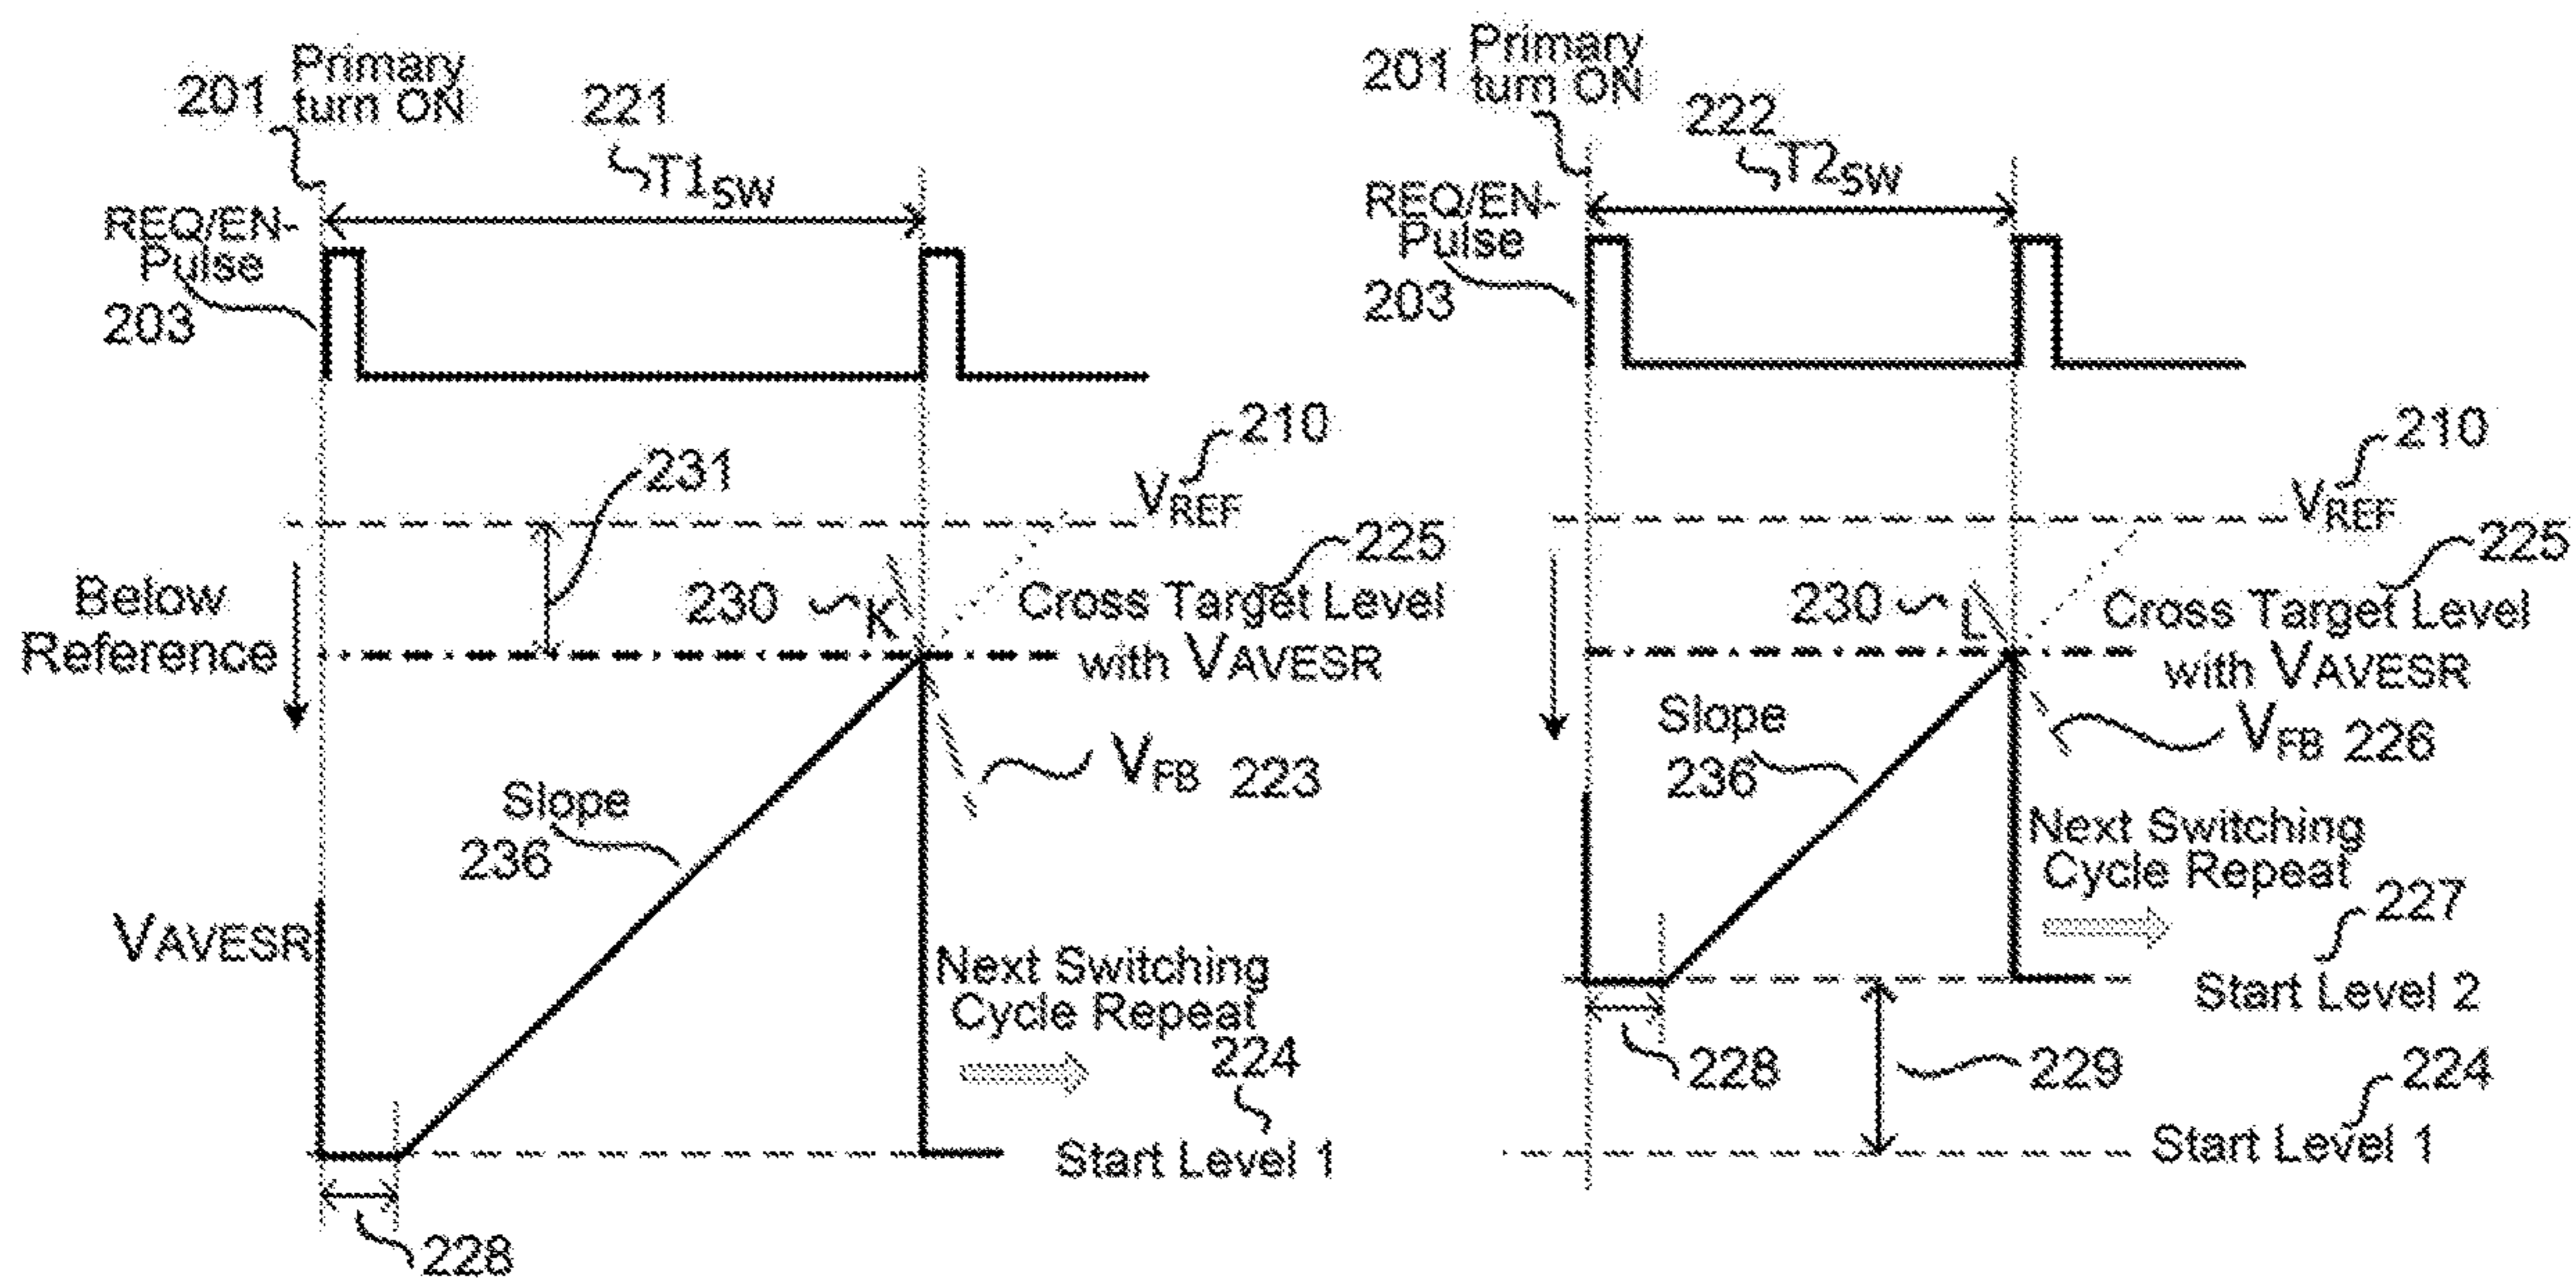 201 Primary
turn ON
221
T1SW
REQ/EN-
Pulse
203
210
VREF
231
225
230 K
Cross Target Level
with VAVESR
Below
Reference
VFB 223
Slope
236
VAVESR
Next Switching
Cycle Repeat
224
Start Level 1
228
201 Primary
turn ON
222
T2SW
REQ/EN-
Pulse
203
210
VREF
225
230 L
Cross Target Level
with VAVESR
Slope
236
VFB 226
Next Switching
Cycle Repeat
227
Start Level 2
228
229
224
Start Level 1